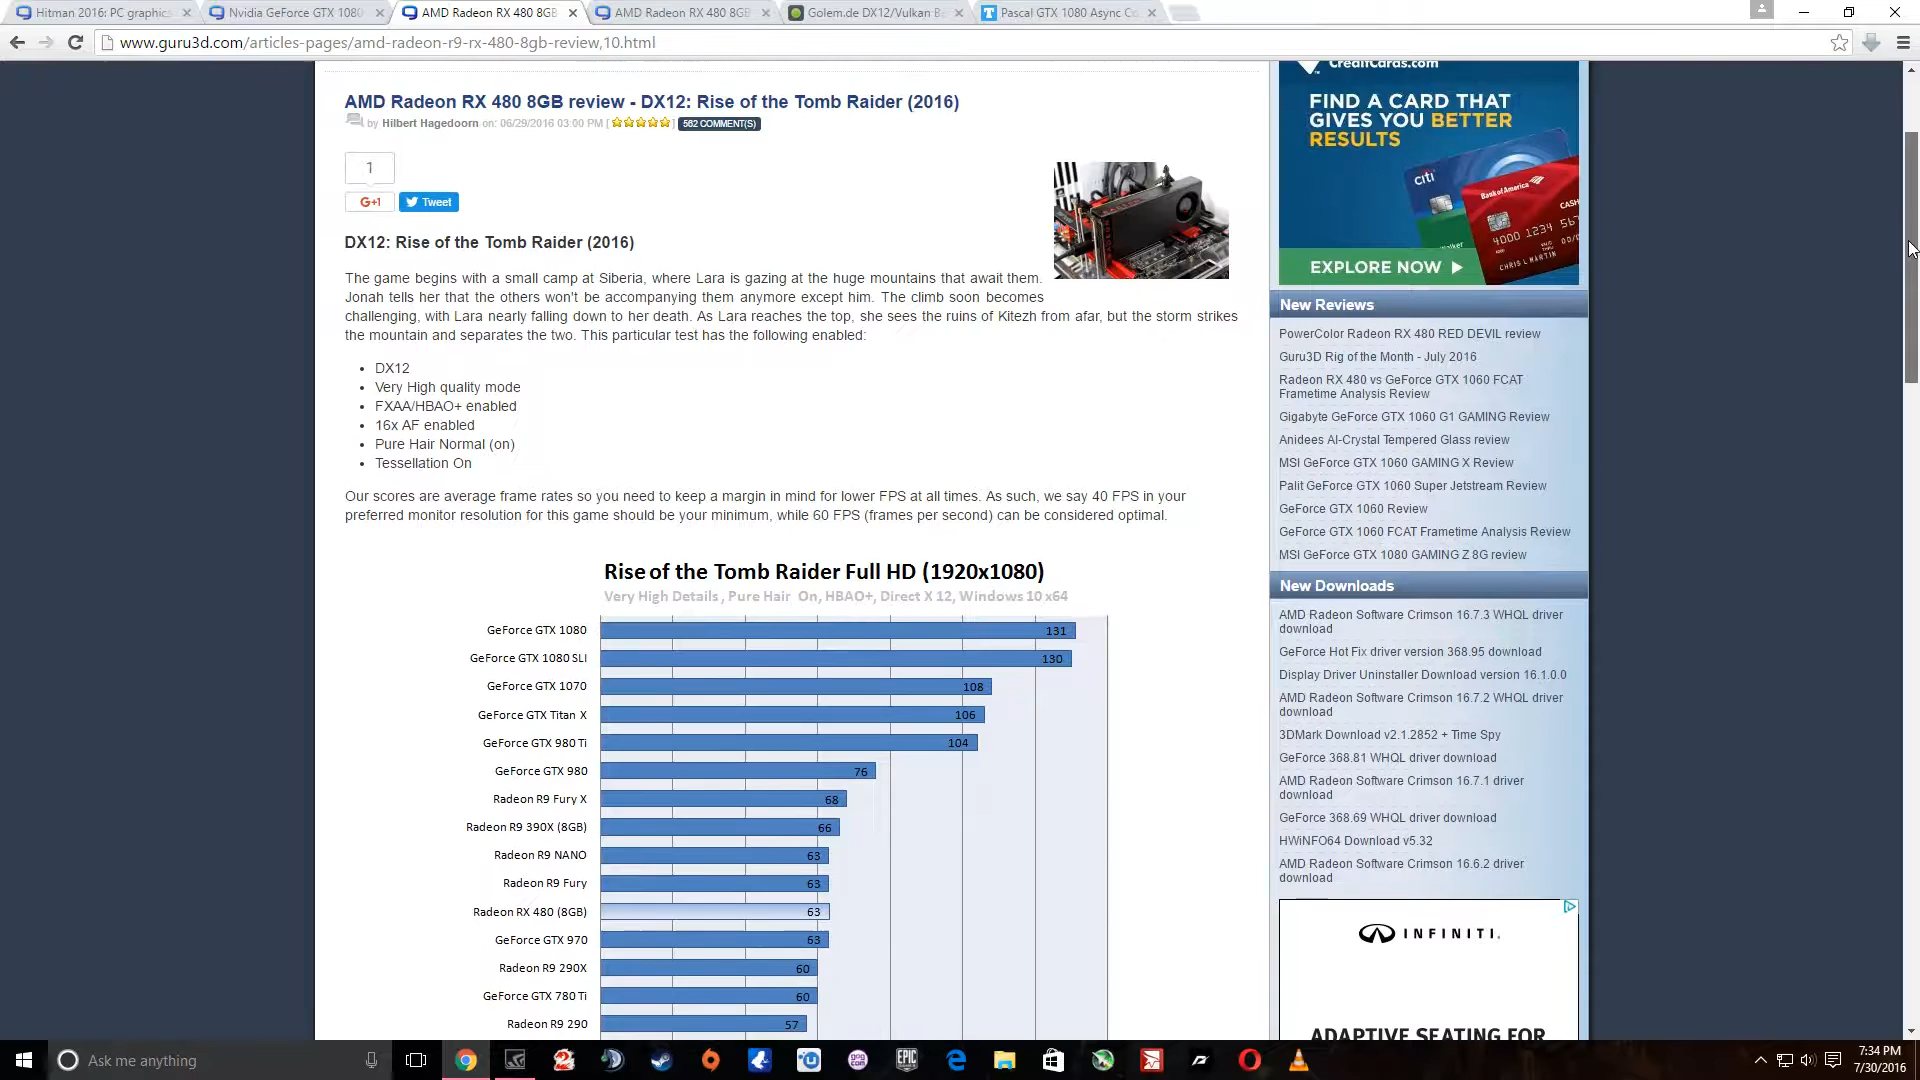 Hitman 2016: PC graphics
Nvidia GeForce GTX 1080
AMD Radeon RX 480 8GB
AMD Radeon RX 480 8GB
Golem.de DX12/Vulkan B
Pascal GTX 1080 Async Co
www.guru3d.com/articles-pages/amd-radeon-r9-rx-480-8gb-review,10.html
AMD Radeon RX 480 8GB review - DX12: Rise of the Tomb Raider (2016)
by Hilbert Hagedoorn on: 06/29/2016 03:00 PM [ ] 562 COMMENT(S)
1
G+1 Tweet
DX12: Rise of the Tomb Raider (2016)
The game begins with a small camp at Siberia, where Lara is gazing at the huge mountains that await them.
Jonah tells her that the others won't be accompanying them anymore except him. The climb soon becomes
challenging, with Lara nearly falling down to her death. As Lara reaches the top, she sees the ruins of Kitezh from afar, but the storm strikes
the mountain and separates the two. This particular test has the following enabled:
• DX12
• Very High quality mode
• FXAA/HBAO+ enabled
• 16x AF enabled
• Pure Hair Normal (on)
• Tessellation On
Our scores are average frame rates so you need to keep a margin in mind for lower FPS at all times. As such, we say 40 FPS in your
preferred monitor resolution for this game should be your minimum, while 60 FPS (frames per second) can be considered optimal.
Rise of the Tomb Raider Full HD (1920x1080)
Very High Details , Pure Hair On, HBAO+, Direct X 12, Windows 10 x64
GeForce GTX 1080 131
GeForce GTX 1080 SLI 130
GeForce GTX 1070 108
GeForce GTX Titan X 106
GeForce GTX 980 Ti 104
GeForce GTX 980 76
Radeon R9 Fury X 68
Radeon R9 390X (8GB) 66
Radeon R9 NANO 63
Radeon R9 Fury 63
Radeon RX 480 (8GB) 63
GeForce GTX 970 63
Radeon R9 290X 60
GeForce GTX 780 Ti 60
Radeon R9 290 57
CreditCards.com
FIND A CARD THAT
GIVES YOU BETTER
RESULTS
citi
Bank of America
CASH
4000 1234 567
CHRIS L MARTIN
EXPLORE NOW
New Reviews
PowerColor Radeon RX 480 RED DEVIL review
Guru3D Rig of the Month - July 2016
Radeon RX 480 vs GeForce GTX 1060 FCAT
Frametime Analysis Review
Gigabyte GeForce GTX 1060 G1 GAMING Review
Anidees AI-Crystal Tempered Glass review
MSI GeForce GTX 1060 GAMING X Review
Palit GeForce GTX 1060 Super Jetstream Review
GeForce GTX 1060 Review
GeForce GTX 1060 FCAT Frametime Analysis Review
MSI GeForce GTX 1080 GAMING Z 8G review
New Downloads
AMD Radeon Software Crimson 16.7.3 WHQL driver
download
GeForce Hot Fix driver version 368.95 download
Display Driver Uninstaller Download version 16.1.0.0
AMD Radeon Software Crimson 16.7.2 WHQL driver
download
3DMark Download v2.1.2852 + Time Spy
GeForce 368.81 WHQL driver download
AMD Radeon Software Crimson 16.7.1 driver
download
GeForce 368.69 WHQL driver download
HWiNFO64 Download v5.32
AMD Radeon Software Crimson 16.6.2 driver
download
INFINITI.
ADAPTIVE SEATING FOR
Ask me anything
EPIC
7:34 PM
7/30/2016